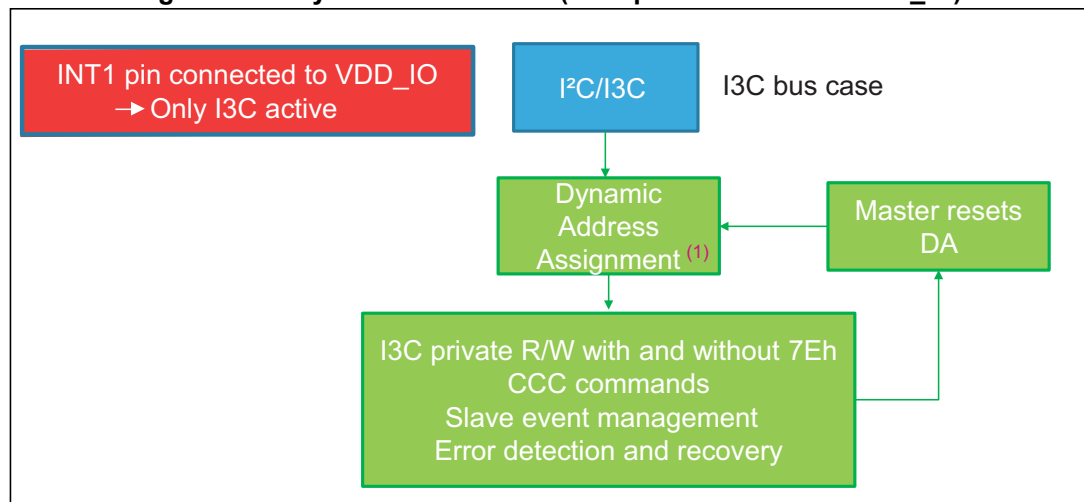 INT1 pin connected to VDD_IO
→ Only I3C active
I²C/I3C
I3C bus case
Dynamic
Address
Assignment (1)
Master resets
DA
I3C private R/W with and without 7Eh
CCC commands
Slave event management
Error detection and recovery